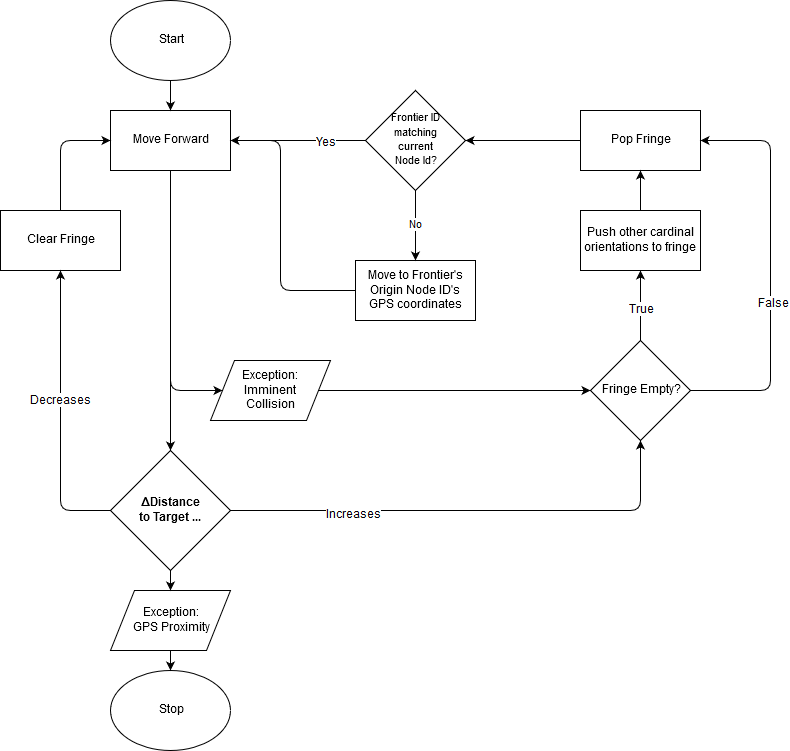 Start
Move Forward
Frontier ID
matching
current
Node Id?
Yes
Pop Fringe
No
Clear Fringe
Push other cardinal
orientations to fringe
Move to Frontier's
Origin Node ID's
GPS coordinates
True
False
Exception:
Imminent
Collision
Fringe Empty?
Decreases
ΔDistance
to Target ...
Increases
Exception:
GPS Proximity
Stop